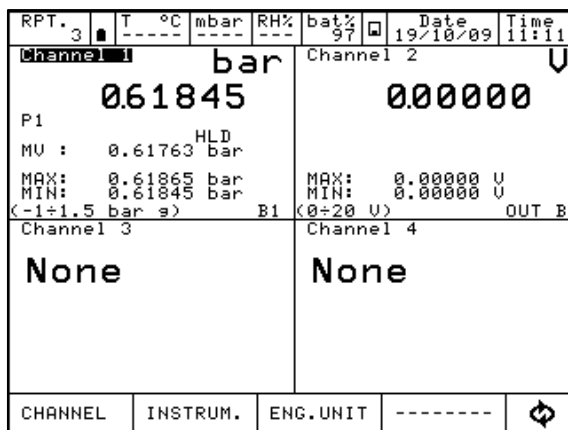 RPT. T °C mbar RH% bat% Date Time
3 ----- ---- --- 97 19/10/09 11:11
Channel 1 bar
0.61845
P1
HLD
MV : 0.61763 bar
MAX: 0.61865 bar
MIN: 0.61845 bar
(-1÷1.5 bar g) B1
Channel 2 V
0.00000
MAX: 0.00000 V
MIN: 0.00000 V
(0÷20 V) OUT B
Channel 3
None
Channel 4
None
CHANNEL INSTRUM. ENG.UNIT --------